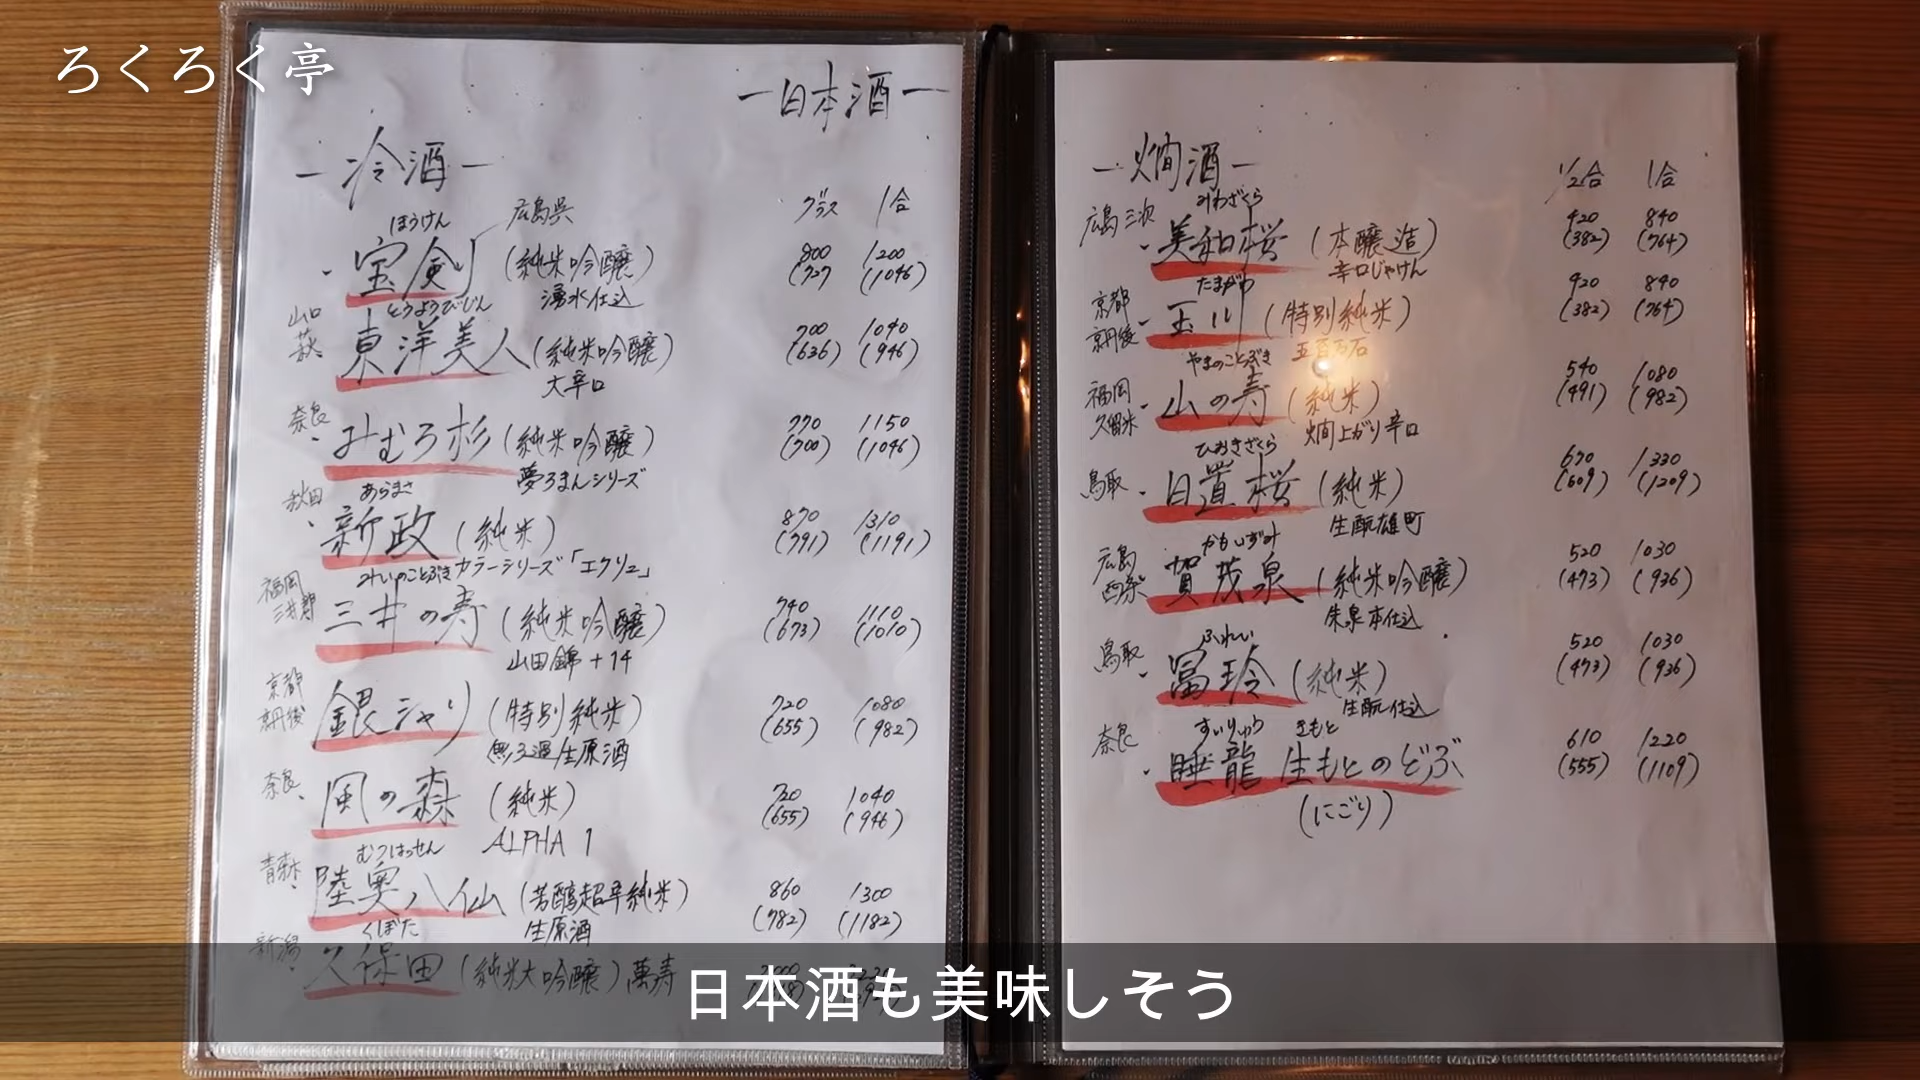 ろくろく亭
ー日本酒ー
ー冷酒ー
グラス 1合
ほうけん 広島呉
・宝剣 (純米吟醸) 800 1200
湧水仕込 (727) (1046)
とうようびじん
山口萩 東洋美人 (純米吟醸) 700 1040
大辛口 (636) (946)
奈良・みむろ杉 (純米吟醸) 770 1150
夢ろまんシリーズ (700) (1046)
あらまさ
秋田・新政 (純米) 870 1310
カラーシリーズ「エクリュ」 (791) (1191)
みいのことぶき
福岡三井郡 三井の寿 (純米吟醸) 740 1110
山田錦+14 (673) (1010)
京都京丹後 銀シャリ (特別純米) 720 1080
無ろ過生原酒 (655) (982)
奈良・風の森 (純米) 720 1040
ALPHA 1 (655) (946)
むつはっせん
青森・陸奥八仙 (芳醇超辛純米) 860 1300
生原酒 (782) (1182)
くぼた
新潟・久保田 (純米大吟醸) 萬寿
ー燗酒ー
1/2合 1合
みわざくら
広島三次・美和桜 (本醸造) 420 840
辛口じゃけん (382) (764)
たまがわ
京都京丹後・玉川 (特別純米) 420 840
五百万石 (382) (764)
やまのことぶき
福岡久留米・山の寿 (純米) 540 1080
燗上がり辛口 (491) (982)
ひおきざくら
鳥取・日置桜 (純米) 670 1330
生酛雄町 (609) (1209)
かもいずみ
広島西条 賀茂泉 (純米吟醸) 520 1030
朱泉本仕込 (473) (936)
ふれい
鳥取・冨玲 (純米) 520 1030
生酛仕込 (473) (936)
すいりゅう きもと
奈良・睡龍 生もとのどぶ 610 1220
(にごり) (555) (1109)
日本酒も美味しそう